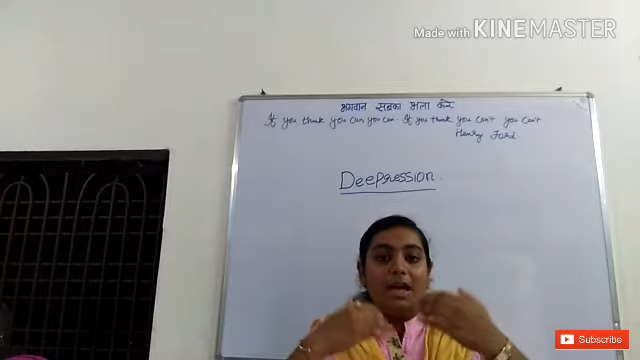 Made with KINEMASTER
भगवान सबका भला करे
If you think you can you can. If you think you can't you can't
Henry Ford.
Deepression.
Subscribe